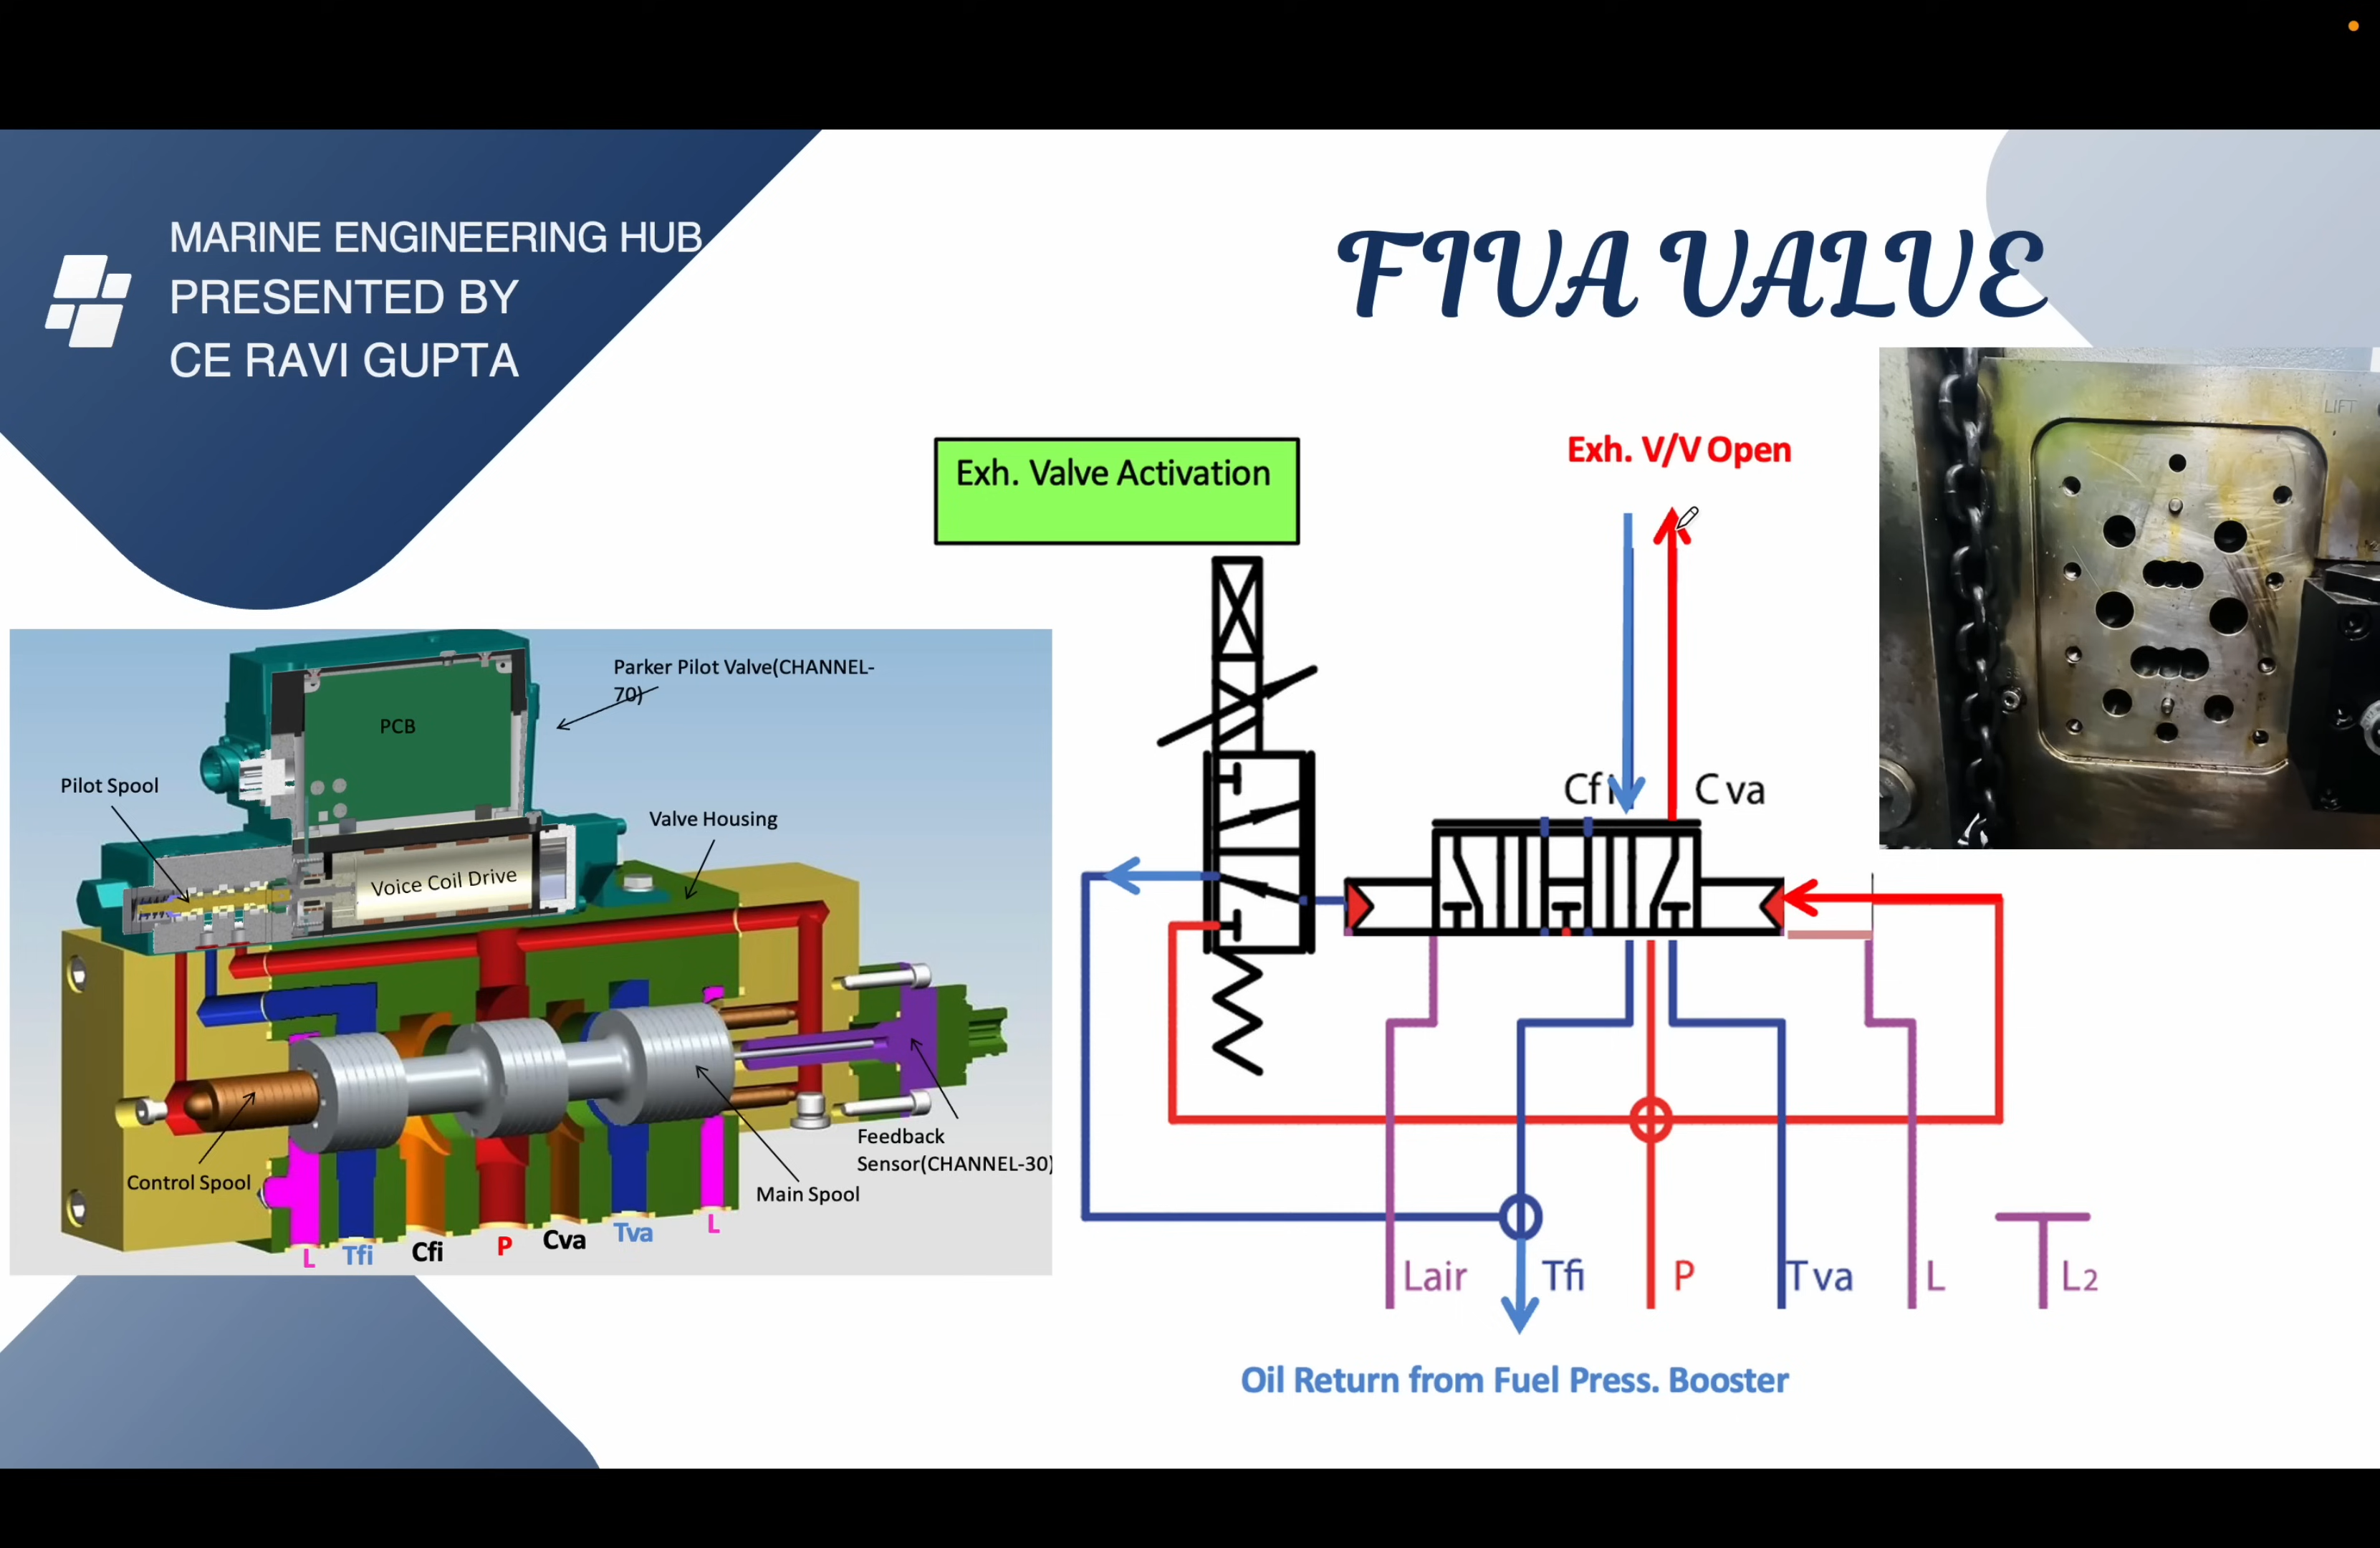 MARINE ENGINEERING HUB
PRESENTED BY
CE RAVI GUPTA
FIVA VALVE
Exh. Valve Activation
Exh. V/V Open
LIFT
Parker Pilot Valve(CHANNEL-
70)
PCB
Pilot Spool
Valve Housing
Voice Coil Drive
Control Spool
Feedback
Sensor(CHANNEL-30)
Main Spool
L
Tfi
Cfi
P
Cva
Tva
L
Cfi
Cva
Lair
Tfi
P
Tva
L
L2
Oil Return from Fuel Press. Booster